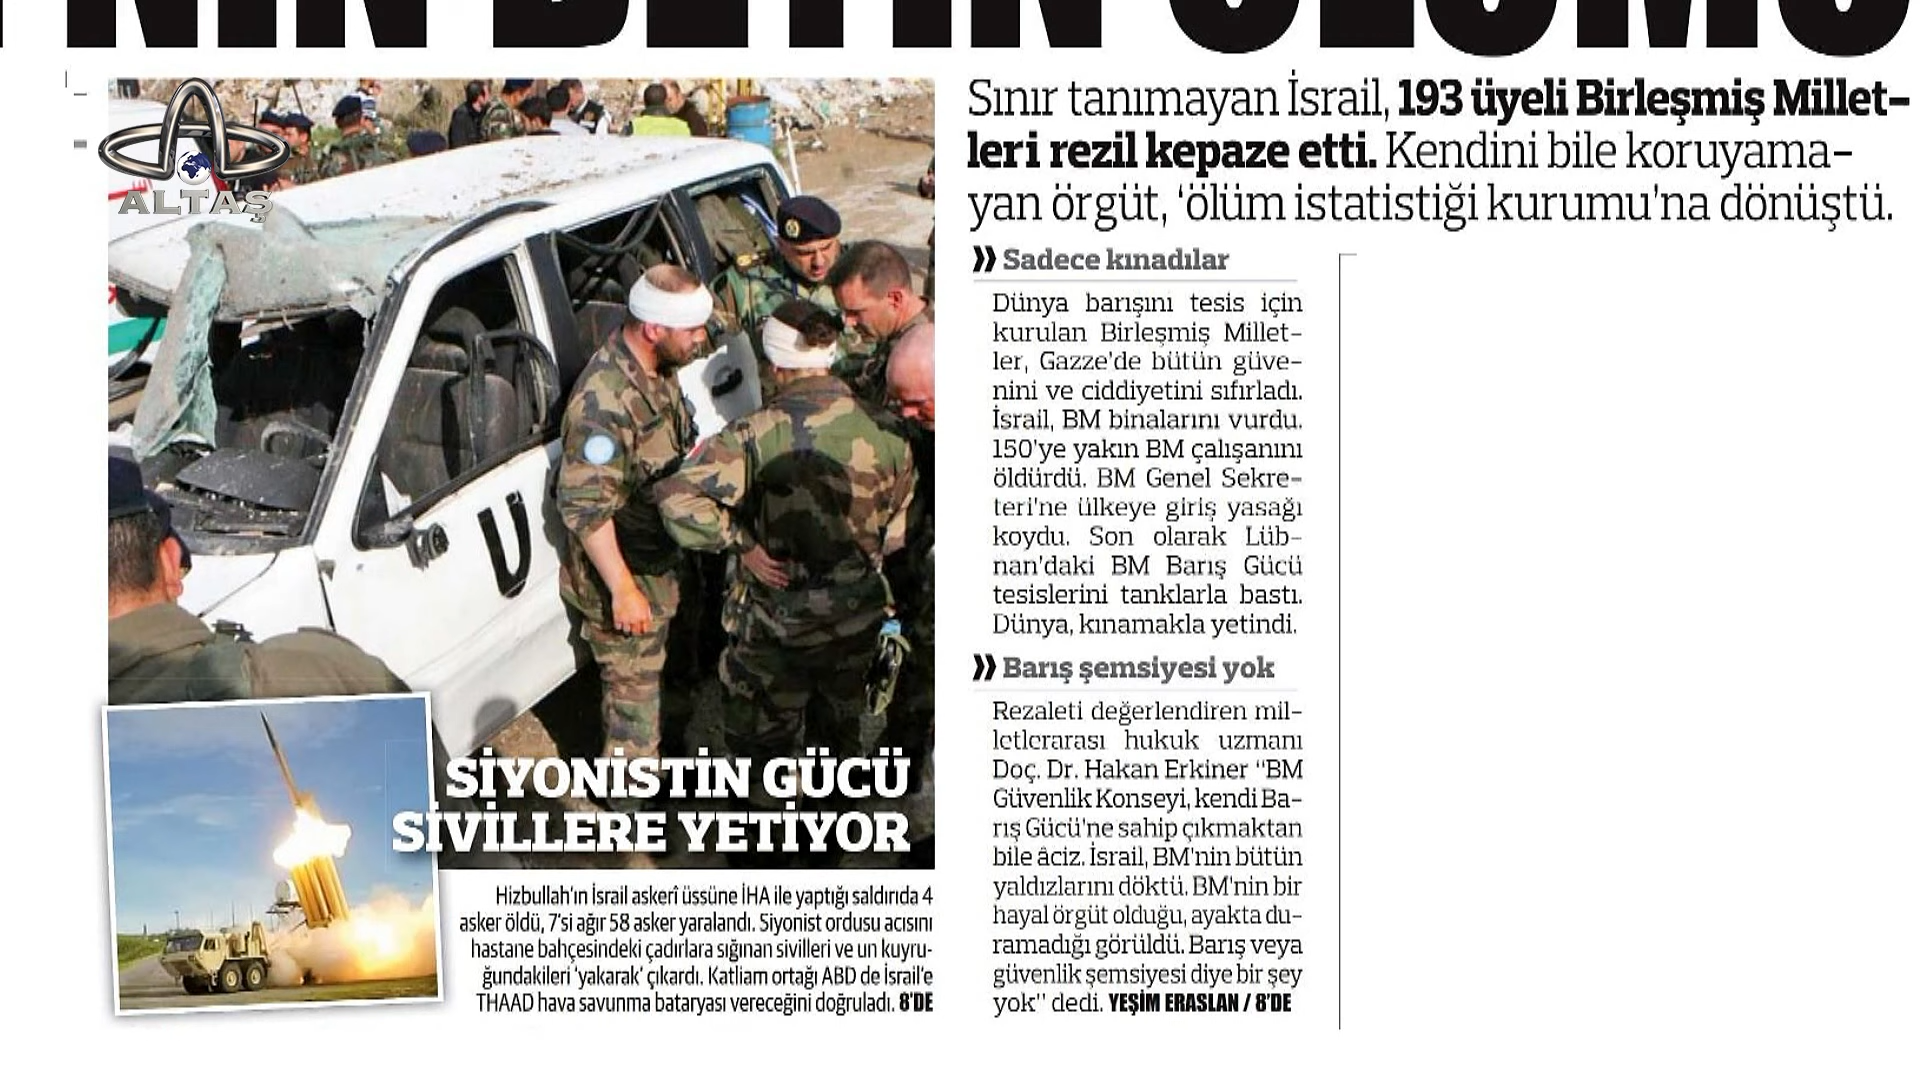 'NIN BEYİN ÖLÜMÜ
ALTAŞ
Sınır tanımayan İsrail, 193 üyeli Birleşmiş Millet-
leri rezil kepaze etti. Kendini bile koruyama-
yan örgüt, ‘ölüm istatistiği kurumu’na dönüştü.
Sadece kınadılar
Dünya barışını tesis için
kurulan Birleşmiş Millet-
ler, Gazze’de bütün güve-
nini ve ciddiyetini sıfırladı.
İsrail, BM binalarını vurdu.
150’ye yakın BM çalışanını
öldürdü. BM Genel Sekre-
teri’ne ülkeye giriş yasağı
koydu. Son olarak Lüb-
nan’daki BM Barış Gücü
tesislerini tanklarla bastı.
Dünya, kınamakla yetindi.
Barış şemsiyesi yok
Rezaleti değerlendiren mil-
letlerarası hukuk uzmanı
Doç. Dr. Hakan Erkiner “BM
Güvenlik Konseyi, kendi Ba-
rış Gücü’ne sahip çıkmaktan
bile âciz. İsrail, BM’nin bütün
yaldızlarını döktü. BM’nin bir
hayal örgüt olduğu, ayakta du-
ramadığı görüldü. Barış veya
güvenlik şemsiyesi diye bir şey
yok” dedi. YEŞİM ERASLAN / 8’DE
U
SİYONİSTİN GÜCÜ
SİVİLLERE YETİYOR
Hizbullah’ın İsrail askerî üssüne İHA ile yaptığı saldırıda 4
asker öldü, 7’si ağır 58 asker yaralandı. Siyonist ordusu acısını
hastane bahçesindeki çadırlara sığınan sivilleri ve un kuyru-
ğundakileri ‘yakarak’ çıkardı. Katliam ortağı ABD de İsrail’e
THAAD hava savunma bataryası vereceğini doğruladı. 8’DE